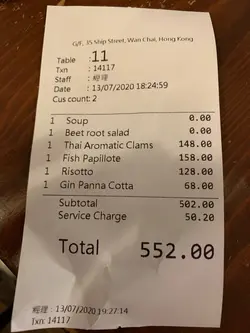 G/F, 35 Ship Street, Wan Chai, Hong Kong
Table : 11
Txn : 14117
Staff : 經理
Date : 13/07/2020 18:24:59
Cus count: 2
1 Soup 0.00
1 Beet root salad 0.00
1 Thai Aromatic Clams 148.00
1 Fish Papillote 158.00
1 Risotto 128.00
1 Gin Panna Cotta 68.00
Subtotal 502.00
Service Charge 50.20
Total 552.00
經理 : 13/07/2020 19:27:14
Txn: 14117